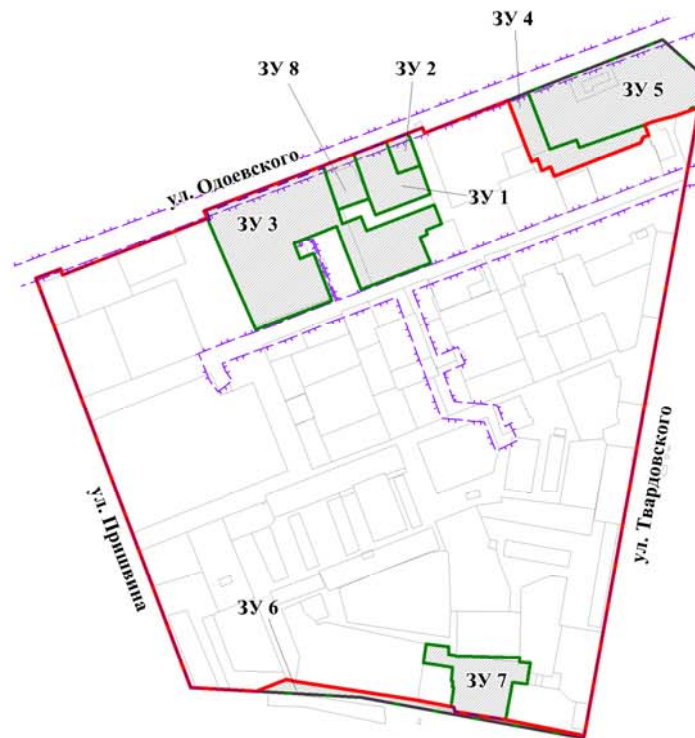 ЗУ 4
ЗУ 8
ЗУ 2
ЗУ 5
ул. Одоевского
ЗУ 1
ЗУ 3
ул. Твардовского
ул. Пришвина
ЗУ 6
ЗУ 7